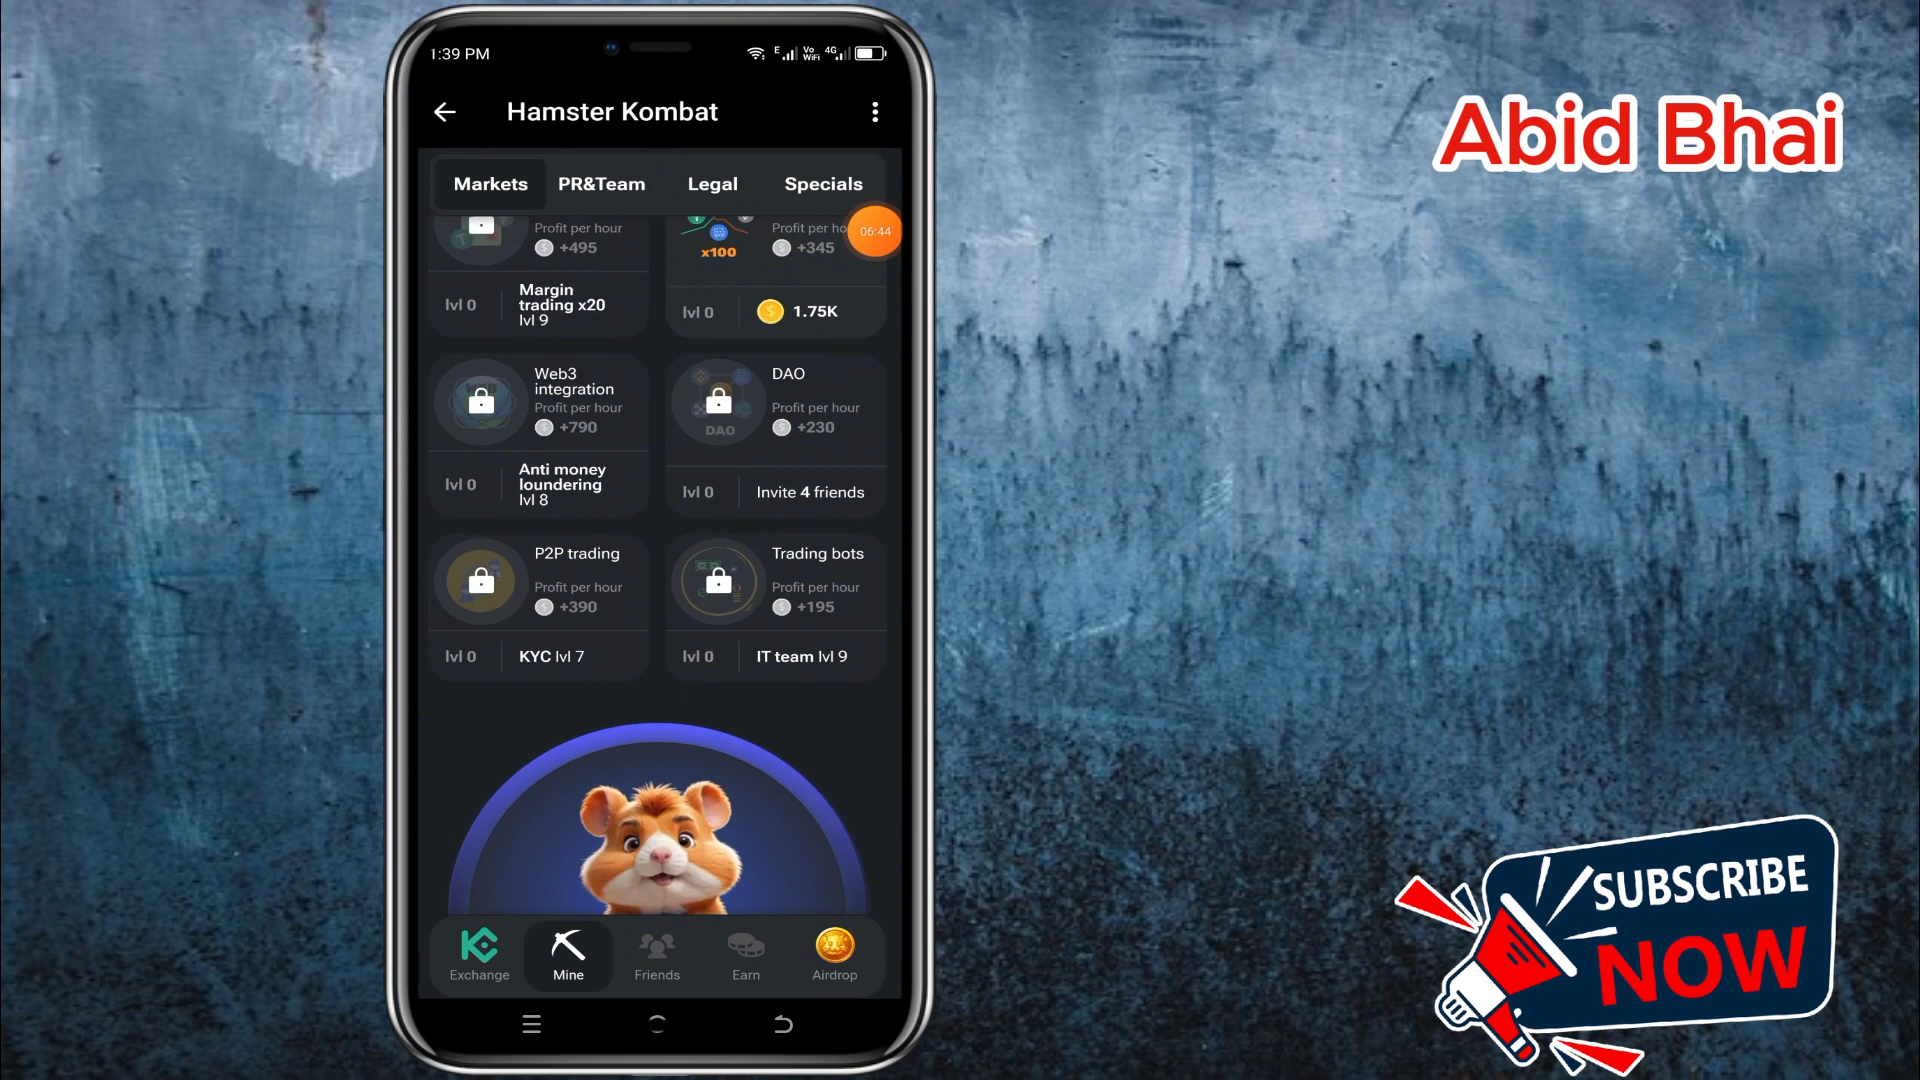 1:39 PM
E
Vo
WiFi
4G
Hamster Kombat
Abid Bhai
Markets
PR&Team
Legal
Specials
Profit per hour
+495
Profit per ho
+345
06:44
x100
lvl 0
Margin
trading x20
lvl 9
lvl 0
1.75K
Web3
integration
Profit per hour
+790
DAO
Profit per hour
+230
DAO
lvl 0
Anti money
loundering
lvl 8
lvl 0
Invite 4 friends
P2P trading
Profit per hour
+390
Trading bots
Profit per hour
+195
lvl 0
KYC lvl 7
lvl 0
IT team lvl 9
Exchange
Mine
Friends
Earn
Airdrop
SUBSCRIBE
NOW